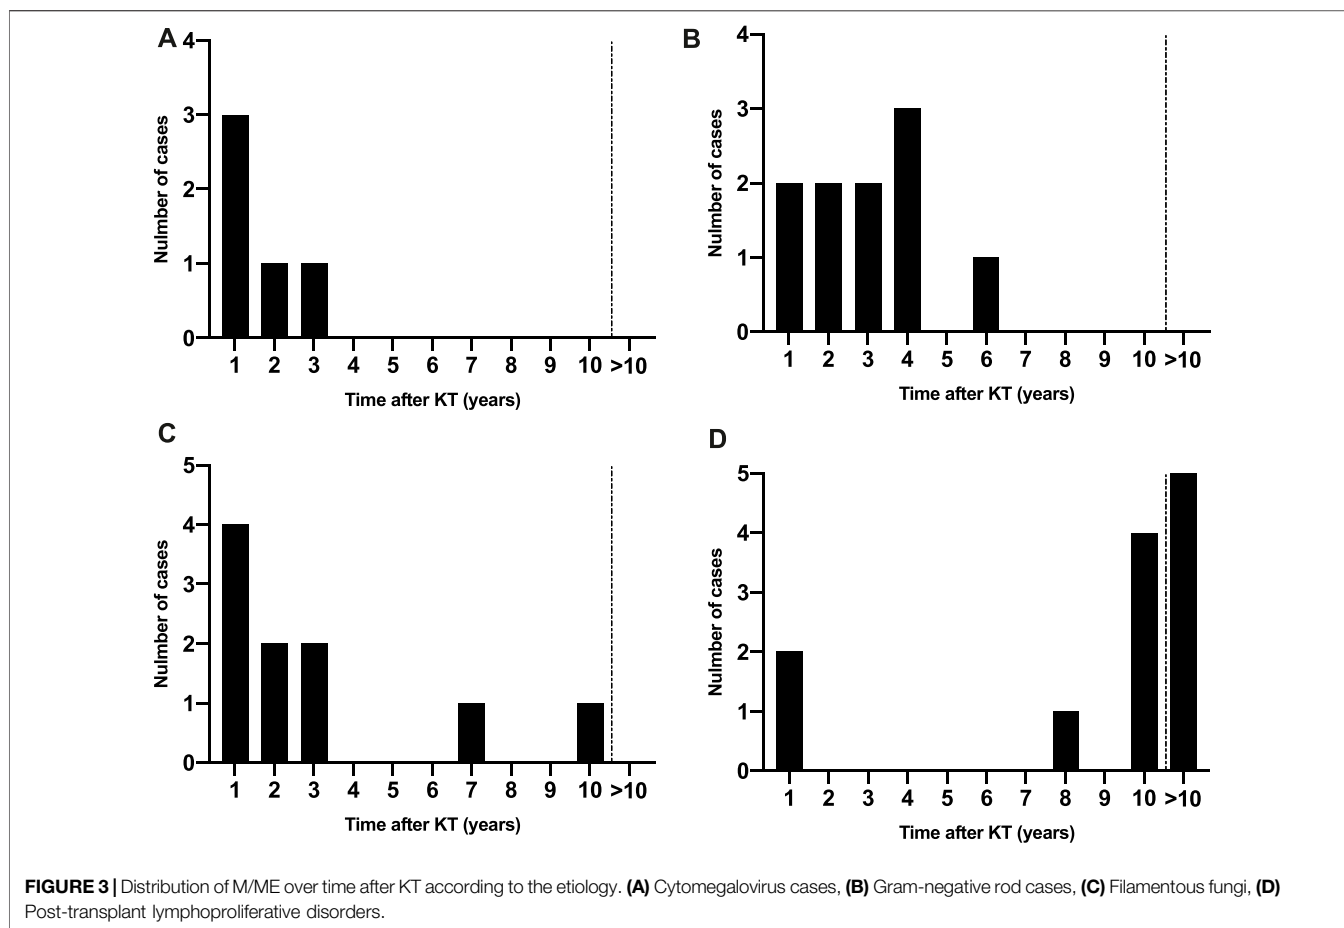 A
4
3
2
1
0
Nulmber of cases
1 2 3 4 5 6 7 8 9 10 >10
Time after KT (years)
B
4
3
2
1
0
Nulmber of cases
1 2 3 4 5 6 7 8 9 10 >10
Time after KT (years)
C
5
4
3
2
1
0
Nulmber of cases
1 2 3 4 5 6 7 8 9 10 >10
Time after KT (years)
D
5
4
3
2
1
0
Nulmber of cases
1 2 3 4 5 6 7 8 9 10 >10
Time after KT (years)
FIGURE 3 | Distribution of M/ME over time after KT according to the etiology. (A) Cytomegalovirus cases, (B) Gram-negative rod cases, (C) Filamentous fungi, (D)
Post-transplant lymphoproliferative disorders.